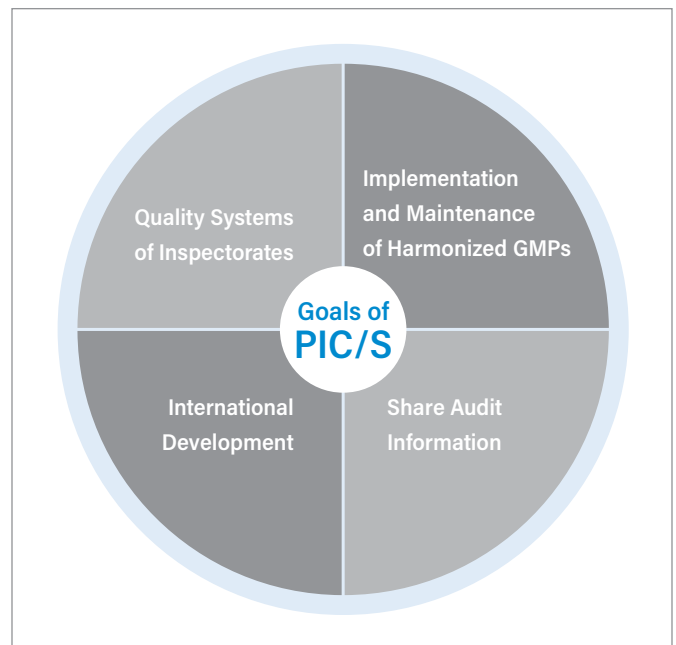 Quality Systems
of Inspectorates
Implementation
and Maintenance
of Harmonized GMPs
Goals of
PIC/S
International
Development
Share Audit
Information